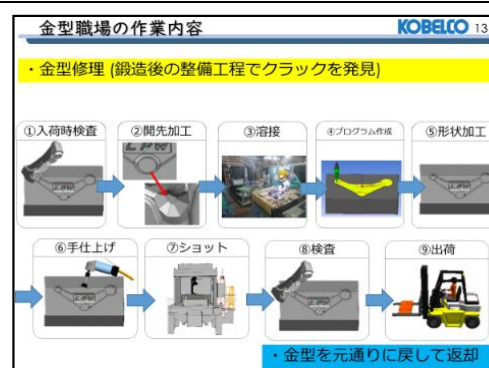 金型職場の作業内容
KOBELCO 13
・金型修理 (鍛造後の整備工程でクラックを発見)
①入荷時検査
②開先加工
③溶接
④プログラム作成
⑤形状加工
⑥手仕上げ
⑦ショット
⑧検査
⑨出荷
・金型を元通りに戻して返却